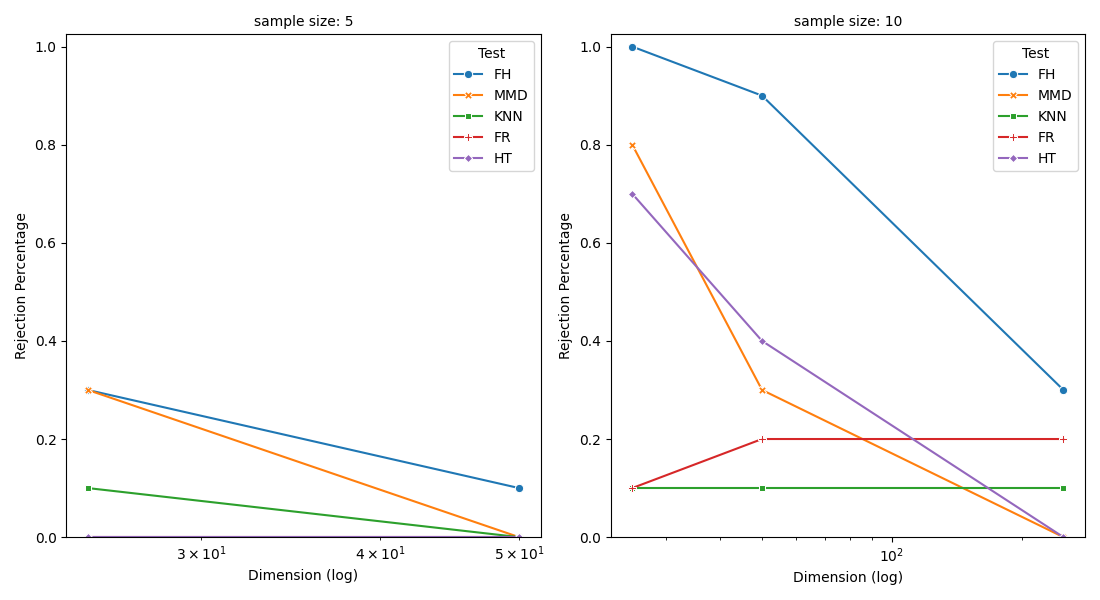 sample size: 5
Rejection Percentage
1.0
0.8
0.6
0.4
0.2
0.0
Test
FH
MMD
KNN
FR
HT
3 × 10¹
4 × 10¹
5 × 10¹
Dimension (log)
sample size: 10
Rejection Percentage
1.0
0.8
0.6
0.4
0.2
0.0
Test
FH
MMD
KNN
FR
HT
10²
Dimension (log)